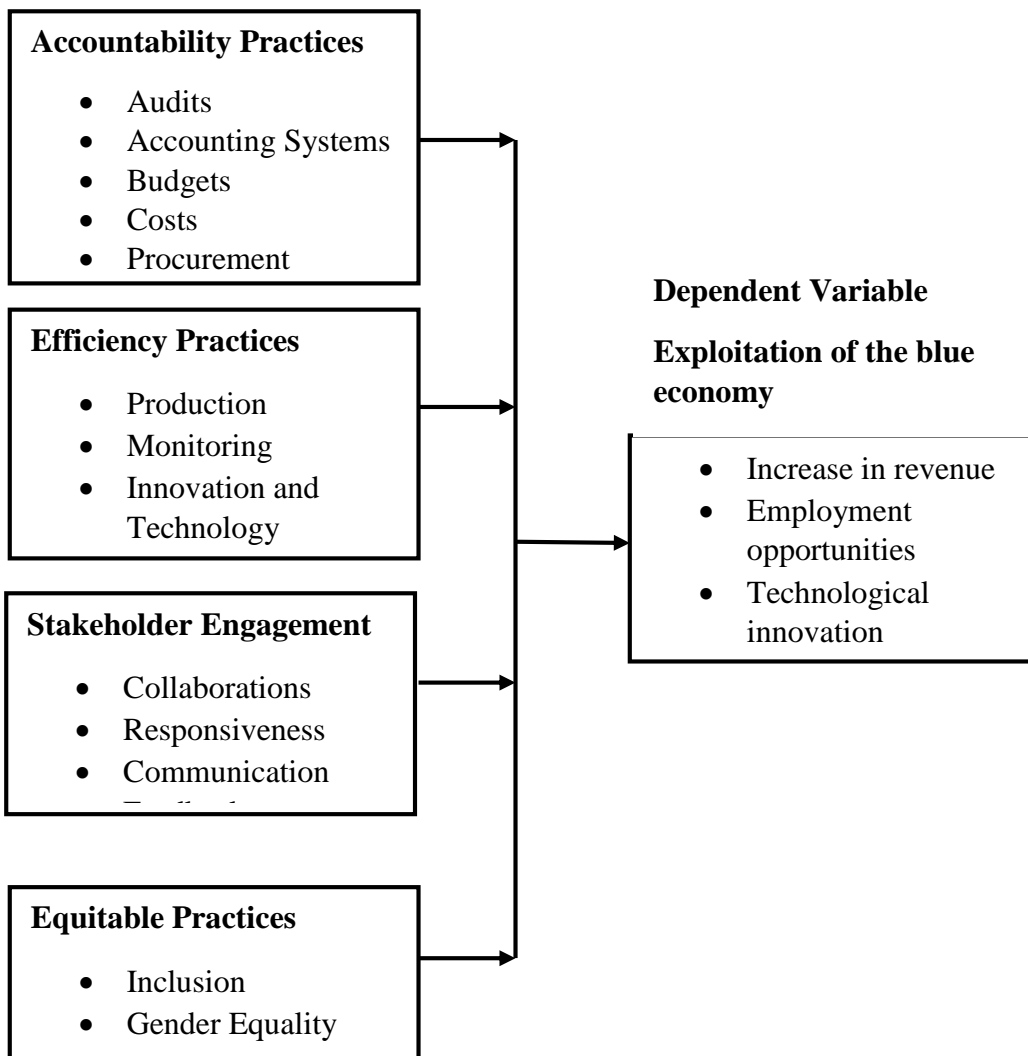 Accountability Practices
• Audits
• Accounting Systems
• Budgets
• Costs
• Procurement
Efficiency Practices
• Production
• Monitoring
• Innovation and
Technology
Stakeholder Engagement
• Collaborations
• Responsiveness
• Communication
Equitable Practices
• Inclusion
• Gender Equality
Dependent Variable
Exploitation of the blue
economy
• Increase in revenue
• Employment
opportunities
• Technological
innovation